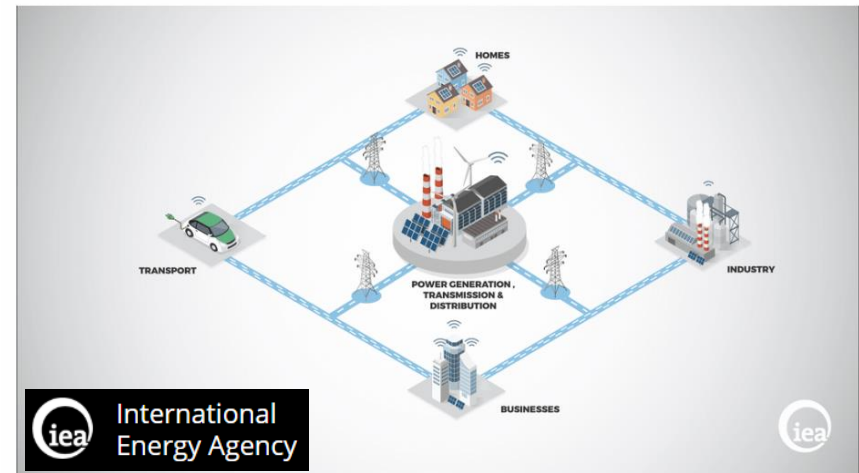 HOMES
TRANSPORT
INDUSTRY
POWER GENERATION,
TRANSMISSION &
DISTRIBUTION
BUSINESSES
iea
International
Energy Agency
iea